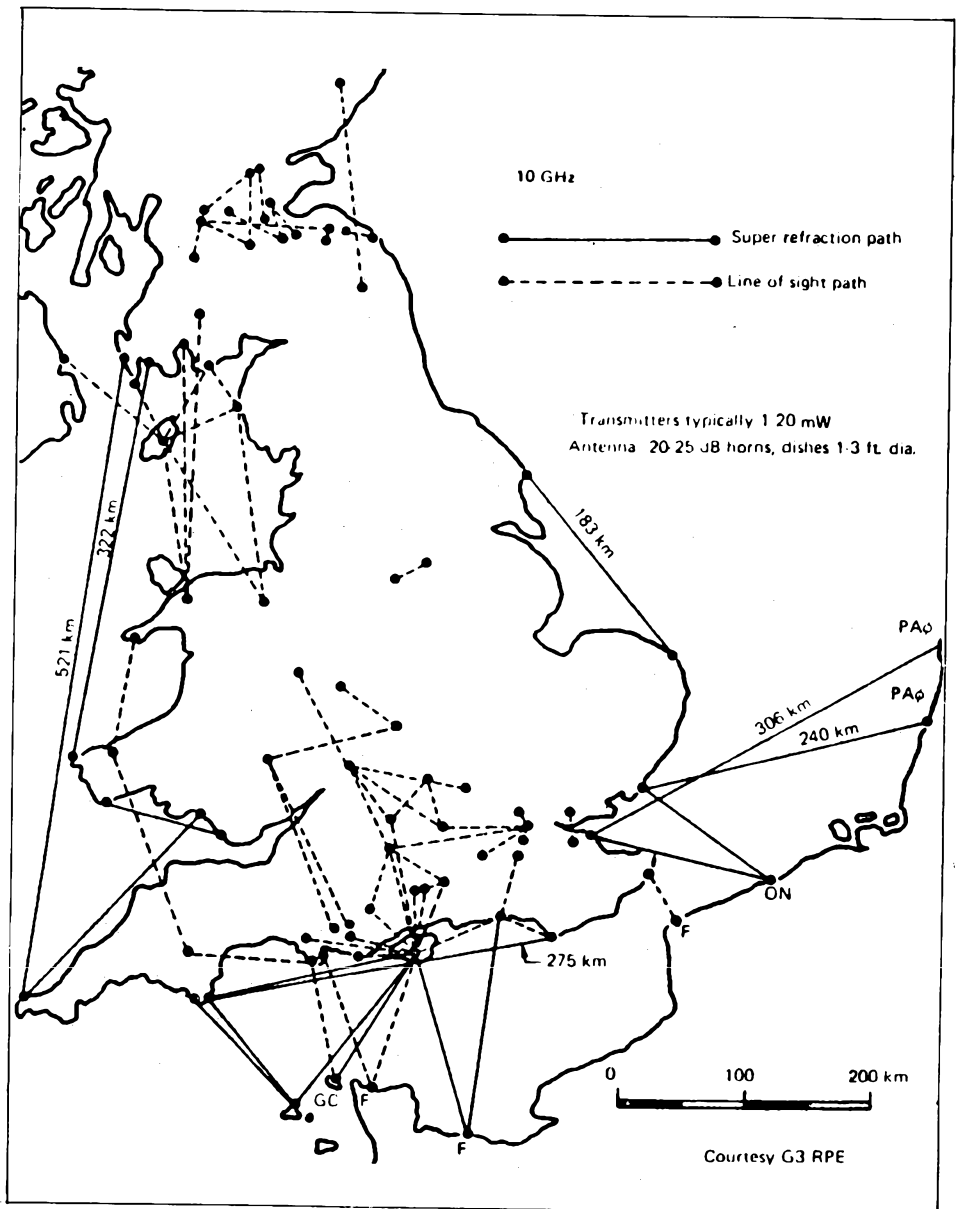 10 GHz
Super refraction path
Line of sight path
Transmitters typically 1-20 mW
Antenna 20-25 dB horns, dishes 1-3 ft. dia.
183 km
322 km
521 km
PAφ
PAφ
306 km
240 km
ON
F
275 km
GC
F
F
0 100 200 km
Courtesy G3 RPE